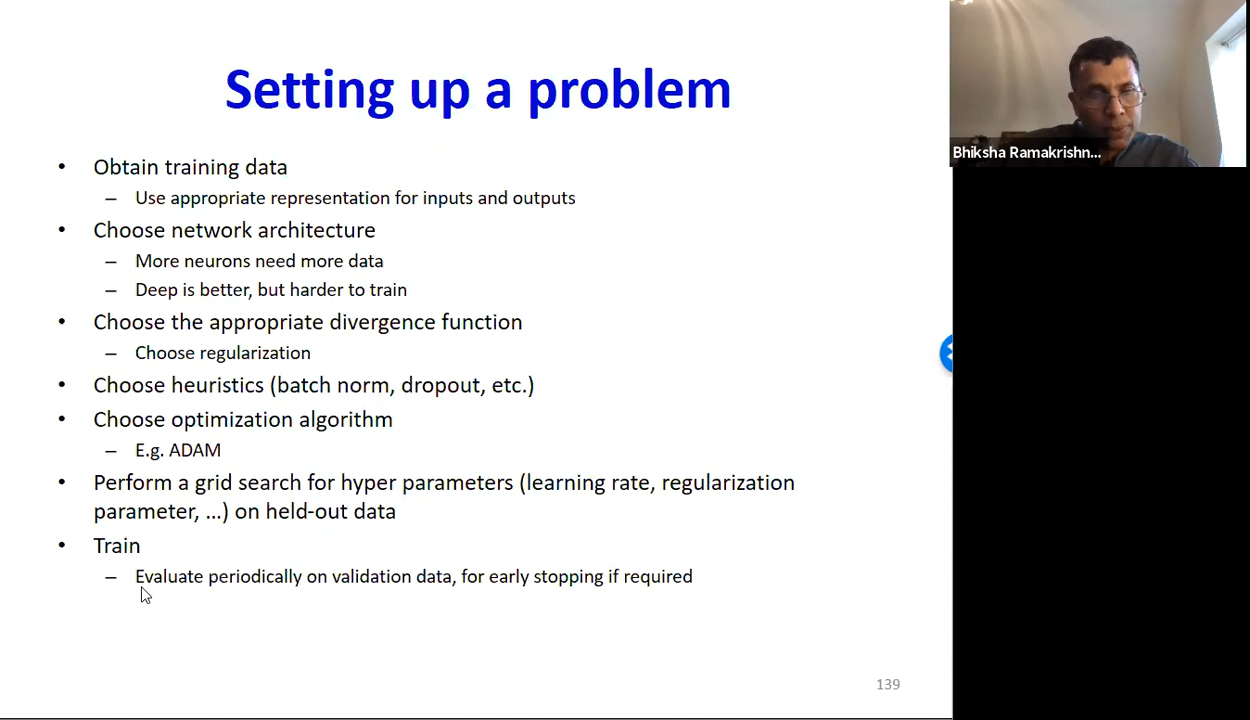 Setting up a problem
• Obtain training data
– Use appropriate representation for inputs and outputs
• Choose network architecture
– More neurons need more data
– Deep is better, but harder to train
• Choose the appropriate divergence function
– Choose regularization
• Choose heuristics (batch norm, dropout, etc.)
• Choose optimization algorithm
– E.g. ADAM
• Perform a grid search for hyper parameters (learning rate, regularization
parameter, …) on held-out data
• Train
– Evaluate periodically on validation data, for early stopping if required
139
Bhiksha Ramakrishn...